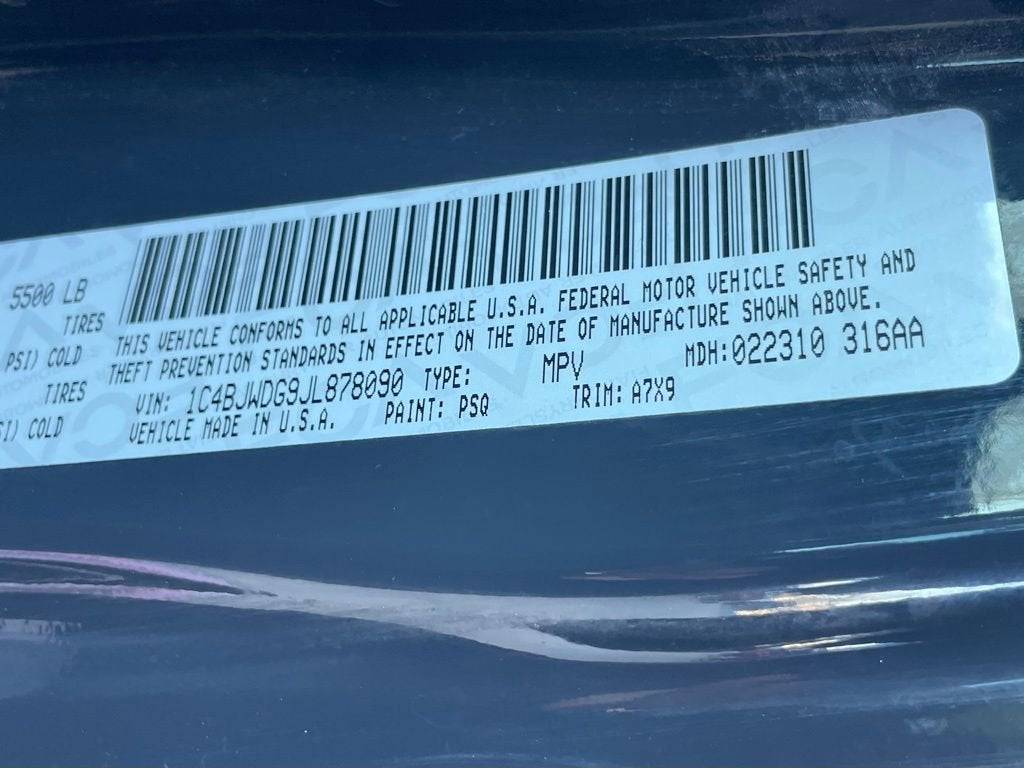 5500 LB
TIRES
PSI) COLD
TIRES
SI) COLD
THIS VEHICLE CONFORMS TO ALL APPLICABLE U.S.A. FEDERAL MOTOR VEHICLE SAFETY AND
THEFT PREVENTION STANDARDS IN EFFECT ON THE DATE OF MANUFACTURE SHOWN ABOVE.
VIN: 1C4BJWDG9JL878090 TYPE: MPV MDH:022310 316AA
VEHICLE MADE IN U.S.A. PAINT: PSQ TRIM: A7X9